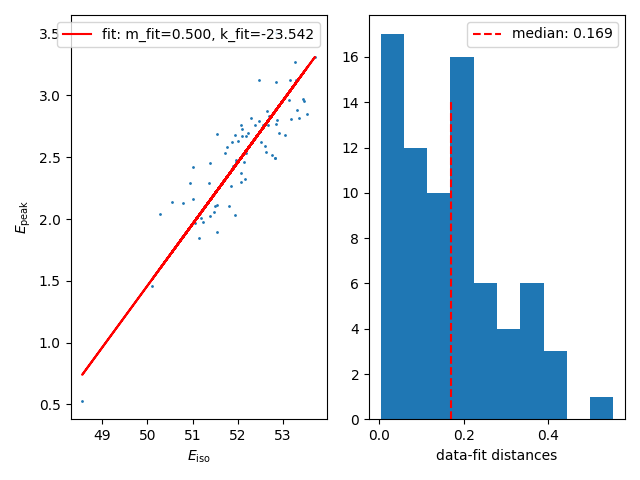 fit: m_fit=0.500, k_fit=-23.542
3.5
3.0
2.5
2.0
1.5
1.0
0.5
E_peak
49 50 51 52 53
E_iso
median: 0.169
16
14
12
10
8
6
4
2
0
0.0 0.2 0.4
data-fit distances